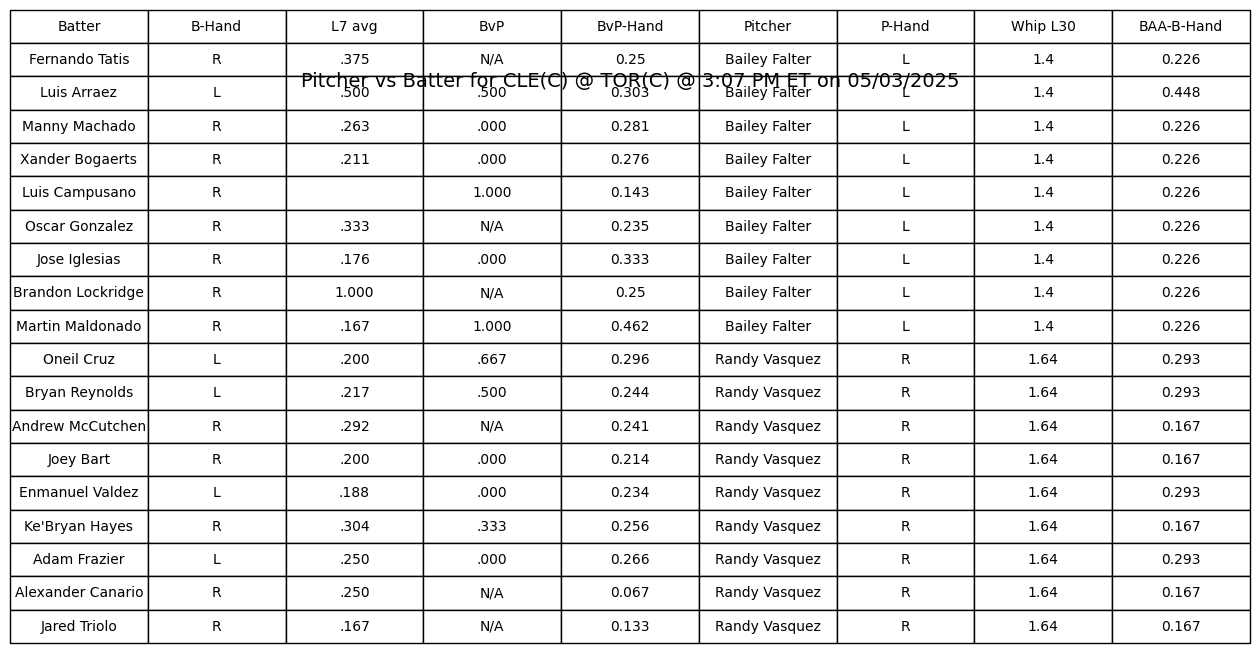 Batter B-Hand L7 avg BvP BvP-Hand Pitcher P-Hand Whip L30 BAA-B-Hand
Fernando Tatis R .375 N/A 0.25 Bailey Falter L 1.4 0.226
Pitcher vs Batter for CLE(C) @ TOR(C) @ 3:07 PM ET on 05/03/2025
Luis Arraez L .500 .500 0.303 Bailey Falter L 1.4 0.448
Manny Machado R .263 .000 0.281 Bailey Falter L 1.4 0.226
Xander Bogaerts R .211 .000 0.276 Bailey Falter L 1.4 0.226
Luis Campusano R 1.000 0.143 Bailey Falter L 1.4 0.226
Oscar Gonzalez R .333 N/A 0.235 Bailey Falter L 1.4 0.226
Jose Iglesias R .176 .000 0.333 Bailey Falter L 1.4 0.226
Brandon Lockridge R 1.000 N/A 0.25 Bailey Falter L 1.4 0.226
Martin Maldonado R .167 1.000 0.462 Bailey Falter L 1.4 0.226
Oneil Cruz L .200 .667 0.296 Randy Vasquez R 1.64 0.293
Bryan Reynolds L .217 .500 0.244 Randy Vasquez R 1.64 0.293
Andrew McCutchen R .292 N/A 0.241 Randy Vasquez R 1.64 0.167
Joey Bart R .200 .000 0.214 Randy Vasquez R 1.64 0.167
Enmanuel Valdez L .188 .000 0.234 Randy Vasquez R 1.64 0.293
Ke'Bryan Hayes R .304 .333 0.256 Randy Vasquez R 1.64 0.167
Adam Frazier L .250 .000 0.266 Randy Vasquez R 1.64 0.293
Alexander Canario R .250 N/A 0.067 Randy Vasquez R 1.64 0.167
Jared Triolo R .167 N/A 0.133 Randy Vasquez R 1.64 0.167